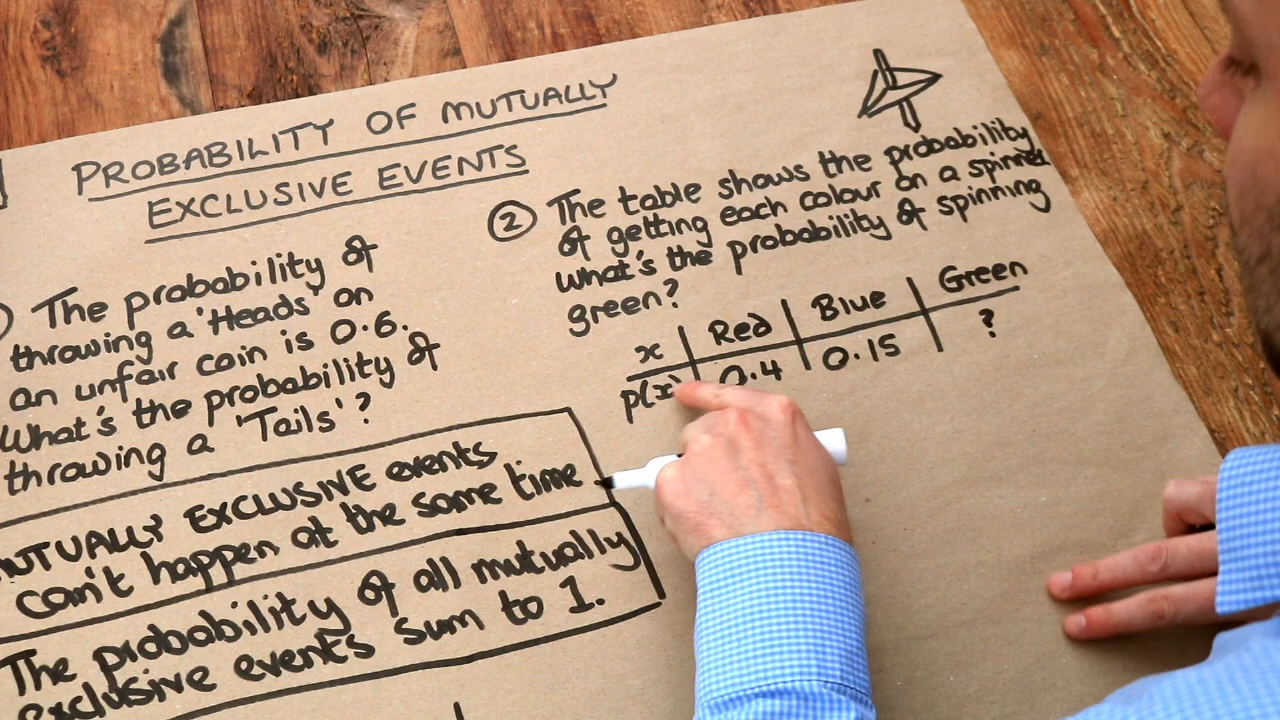 PROBABILITY OF MUTUALLY
EXCLUSIVE EVENTS
The probability of
throwing a 'Heads' on
an unfair coin is 0.6.
What's the probability of
throwing a 'Tails'?
MUTUALLY EXCLUSIVE events
can't happen at the same time
The probability of all mutually
exclusive events sum to 1.
② The table shows the probability
of getting each colour on a spinner
what's the probability of spinning
green?
x Red Blue Green
p(x) 0.4 0.15 ?